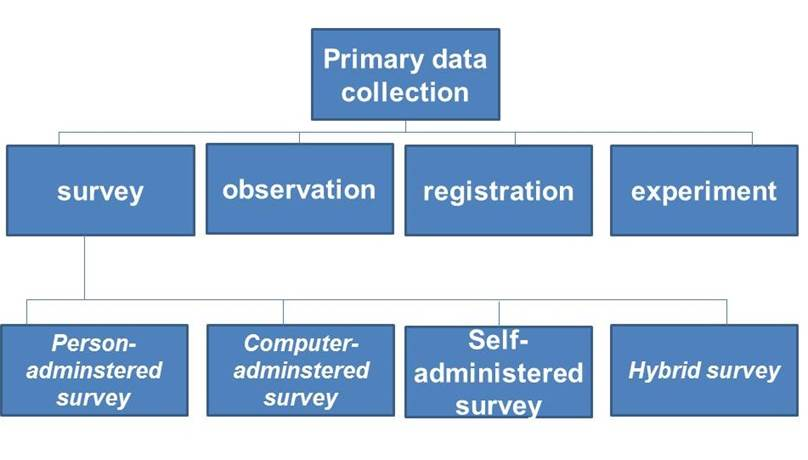 Primary data
collection
survey
observation
registration
experiment
Person-
adminstered
survey
Computer-
adminstered
survey
Self-
administered
survey
Hybrid survey